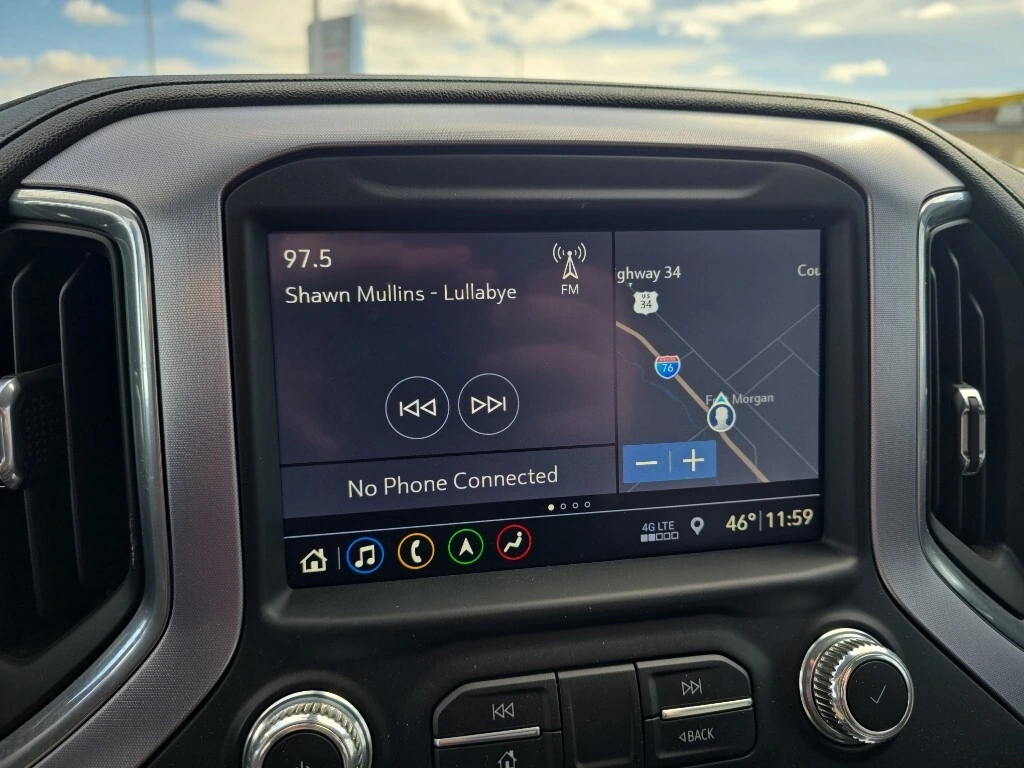 97.5
FM
Shawn Mullins - Lullabye
No Phone Connected
ghway 34
Cou
US
34
76
Fort Morgan
4G LTE
46° 11:59
BACK